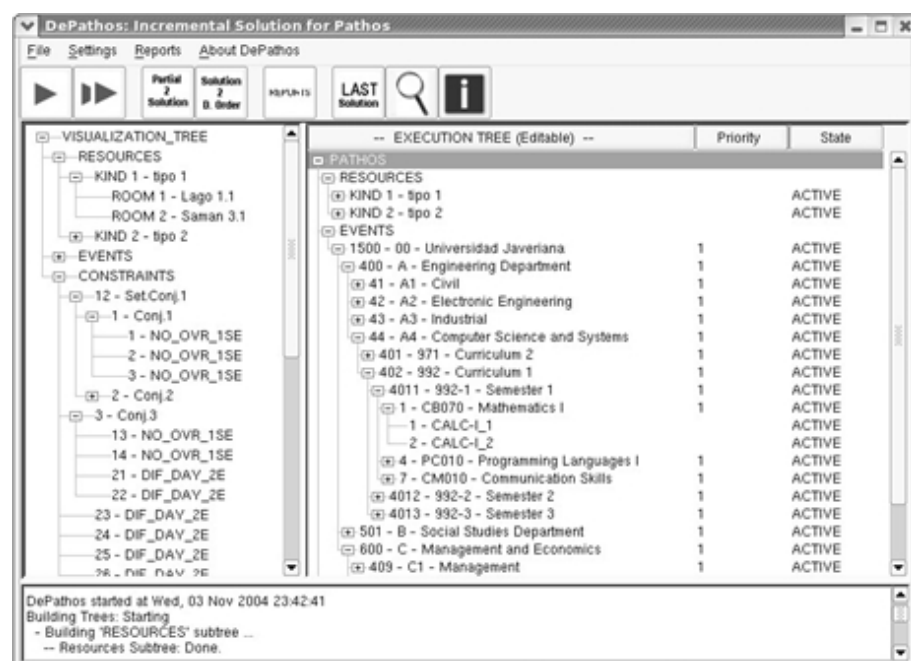 DePathos: Incremental Solution for Pathos
File Settings Reports About DePathos
Partial 2 Solution
Solution 2 D. Order
REPORTS
LAST Solution
i
VISUALIZATION_TREE
RESOURCES
KIND 1 - tipo 1
ROOM 1 - Lago 1.1
ROOM 2 - Saman 3.1
KIND 2 - tipo 2
EVENTS
CONSTRAINTS
12 - Set.Conj.1
1 - Conj.1
1 - NO_OVR_1SE
2 - NO_OVR_1SE
3 - NO_OVR_1SE
2 - Conj.2
3 - Conj.3
13 - NO_OVR_1SE
14 - NO_OVR_1SE
21 - DIF_DAY_2E
22 - DIF_DAY_2E
23 - DIF_DAY_2E
24 - DIF_DAY_2E
25 - DIF_DAY_2E
26 - DIF_DAY_2E
-- EXECUTION TREE (Editable) -- Priority State
PATHOS
RESOURCES
KIND 1 - tipo 1 ACTIVE
KIND 2 - tipo 2 ACTIVE
EVENTS
1500 - 00 - Universidad Javeriana 1 ACTIVE
400 - A - Engineering Department 1 ACTIVE
41 - A1 - Civil 1 ACTIVE
42 - A2 - Electronic Engineering 1 ACTIVE
43 - A3 - Industrial 1 ACTIVE
44 - A4 - Computer Science and Systems 1 ACTIVE
401 - 971 - Curriculum 2 1 ACTIVE
402 - 992 - Curriculum 1 1 ACTIVE
4011 - 992-1 - Semester 1 1 ACTIVE
1 - CB070 - Mathematics I 1 ACTIVE
1 - CALC-I_1 ACTIVE
2 - CALC-I_2 ACTIVE
4 - PC010 - Programming Languages I 1 ACTIVE
7 - CM010 - Communication Skills 1 ACTIVE
4012 - 992-2 - Semester 2 1 ACTIVE
4013 - 992-3 - Semester 3 1 ACTIVE
501 - B - Social Studies Department 1 ACTIVE
600 - C - Management and Economics 1 ACTIVE
409 - C1 - Management 1 ACTIVE
DePathos started at Wed, 03 Nov 2004 23:42:41
Building Trees: Starting
- Building "RESOURCES" subtree ...
-- Resources Subtree: Done.